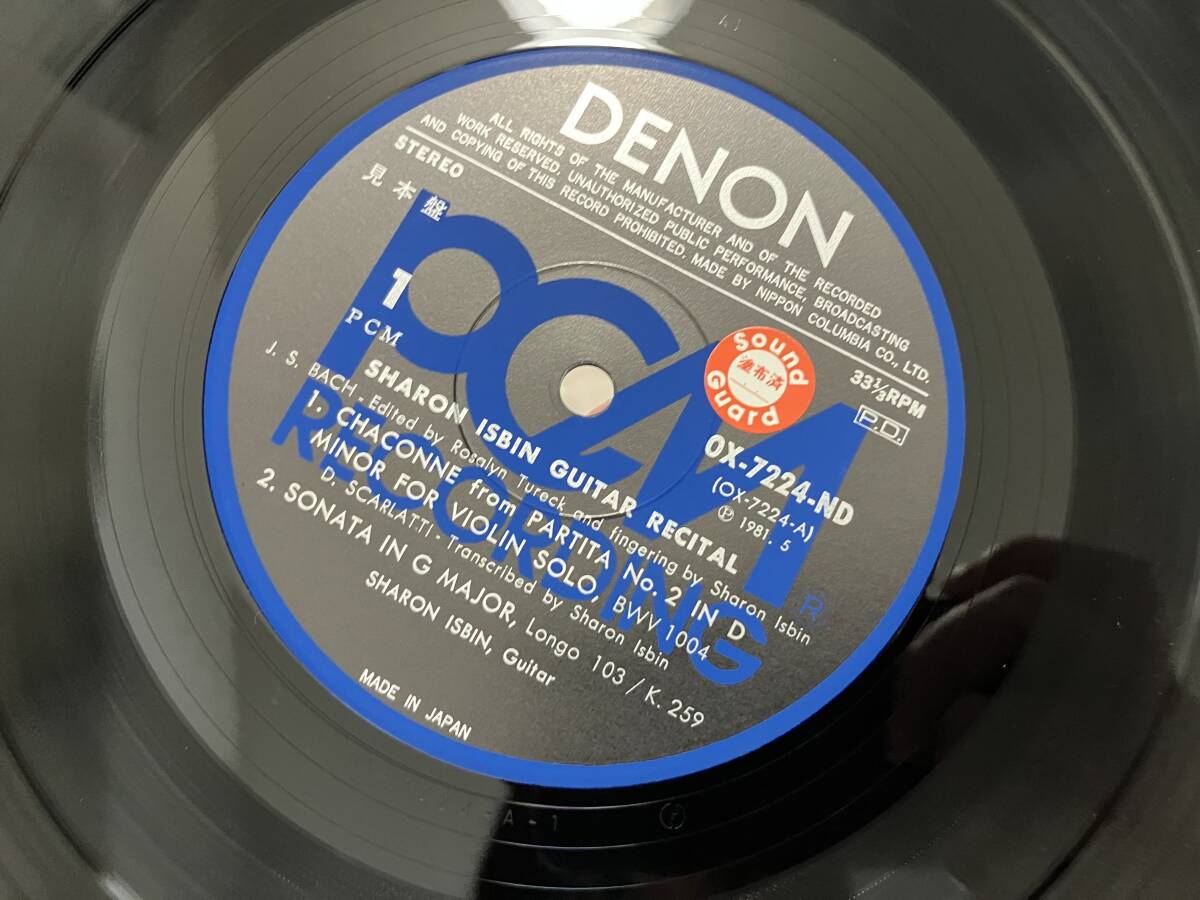 DENON
ALL RIGHTS OF THE MANUFACTURER AND OF THE RECORDED
WORK RESERVED. UNAUTHORIZED PUBLIC PERFORMANCE, BROADCASTING
AND COPYING OF THIS RECORD PROHIBITED. MADE BY NIPPON COLUMBIA CO., LTD.
STEREO
33⅓RPM
見本盤
P.D.
Sound
塗布済
Guard
1
PCM
OX-7224-ND
(OX-7224-A)
Ⓟ 1981. 5
PCM
RECORDING
R
SHARON ISBIN GUITAR RECITAL
J. S. BACH - Edited by Rosalyn Tureck and fingering by Sharon Isbin
1. CHACONNE from PARTITA No. 2 IN D
MINOR FOR VIOLIN SOLO, BWV 1004
D. SCARLATTI - Transcribed by Sharon Isbin
2. SONATA IN G MAJOR, Longo 103 / K. 259
SHARON ISBIN, Guitar
MADE IN JAPAN
A-1